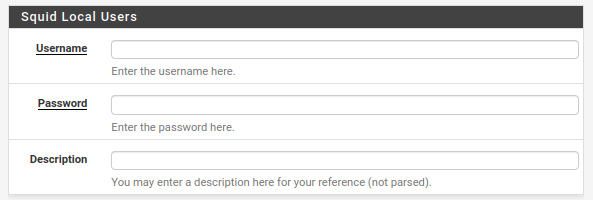 Squid Local Users
Username
Enter the username here.
Password
Enter the password here.
Description
You may enter a description here for your reference (not parsed).